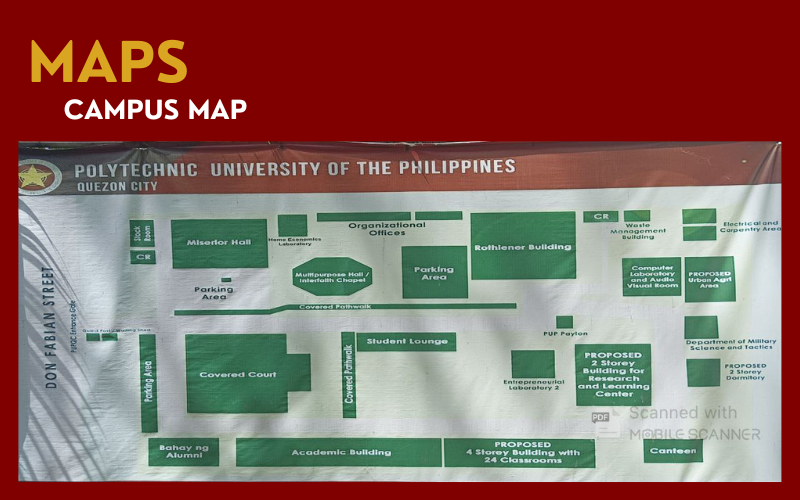 MAPS
CAMPUS MAP
POLYTECHNIC UNIVERSITY OF THE PHILIPPINES
QUEZON CITY
Stock
Room
CR
Miserior Hall
Home Economics
Laboratory
Organizational
Offices
Rothlener Building
CR
Waste
Management
Building
Electrical and
Carpentry Area
Parking
Area
Multipurpose Hall /
Interfaith Chapel
Parking
Area
Computer
Laboratory
and Audio
Visual Room
PROPOSED
Urban Agri
Area
Covered Pathwalk
DON FABIAN STREET
PUPQC Entrance Gate
Parking Area
Covered Court
Covered Pathwalk
Student Lounge
PUP Pavlon
Department of Military
Science and Tactics
Entrepreneurial
Laboratory 2
PROPOSED
2 Storey
Building for
Research
and Learning
Center
PROPOSED
2 Storey
Dormitory
Bahay ng
Alumni
Academic Building
PROPOSED
4 Storey Building with
24 Classrooms
Canteen
PDF
Scanned with
MOBILE SCANNER